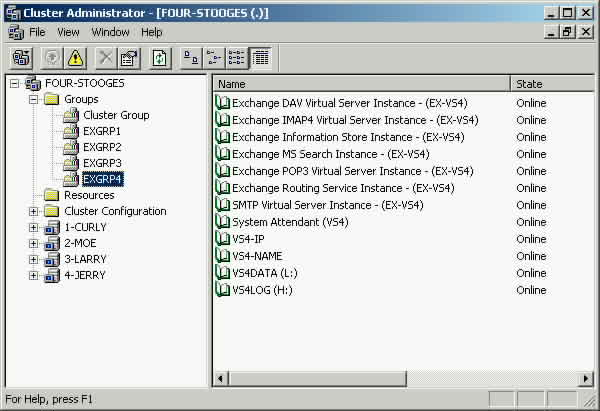 Cluster Administrator - [FOUR-STOOGES (.)]
File View Window Help
FOUR-STOOGES
Groups
Cluster Group
EXGRP1
EXGRP2
EXGRP3
EXGRP4
Resources
Cluster Configuration
1-CURLY
2-MOE
3-LARRY
4-JERRY
Name State
Exchange DAV Virtual Server Instance - (EX-VS4) Online
Exchange IMAP4 Virtual Server Instance - (EX-VS4) Online
Exchange Information Store Instance - (EX-VS4) Online
Exchange MS Search Instance - (EX-VS4) Online
Exchange POP3 Virtual Server Instance - (EX-VS4) Online
Exchange Routing Service Instance - (EX-VS4) Online
SMTP Virtual Server Instance - (EX-VS4) Online
System Attendant (VS4) Online
VS4-IP Online
VS4-NAME Online
VS4DATA (L:) Online
VS4LOG (H:) Online
For Help, press F1